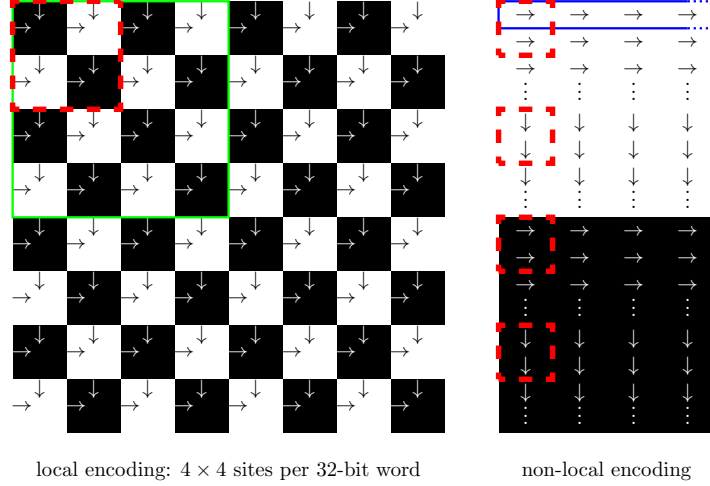 local encoding: 4 × 4 sites per 32-bit word
non-local encoding